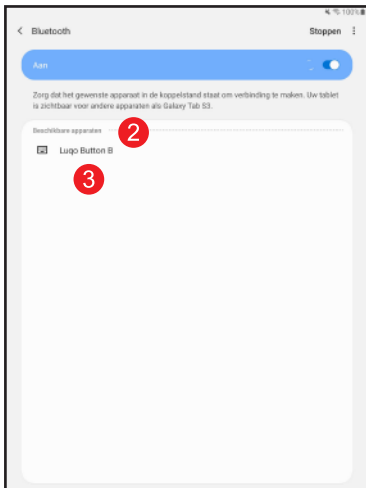 100%
Bluetooth Stoppen
Aan
Zorg dat het gewenste apparaat in de koppelstand staat om verbinding te maken. Uw tablet
is zichtbaar voor andere apparaten als Galaxy Tab S3.
Beschikbare apparaten 2
Luqo Button B
3